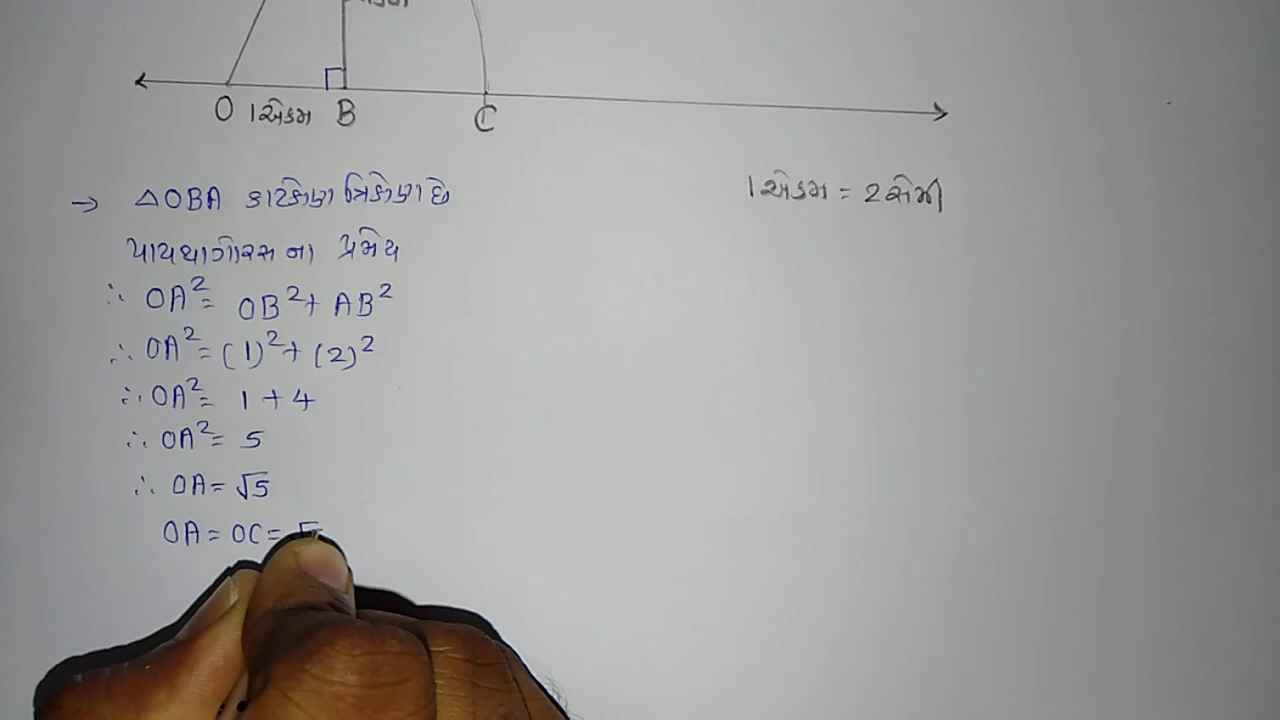 O 1 એકમ B C
→ △OBA કાટકોણ ત્રિકોણ છે
1 એકમ = 2 સેમી
પાયથાગોરસ ના પ્રમેય
∴ OA² = OB² + AB²
∴ OA² = (1)² + (2)²
∴ OA² = 1 + 4
∴ OA² = 5
∴ OA = √5
OA = OC =